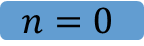 n = 0